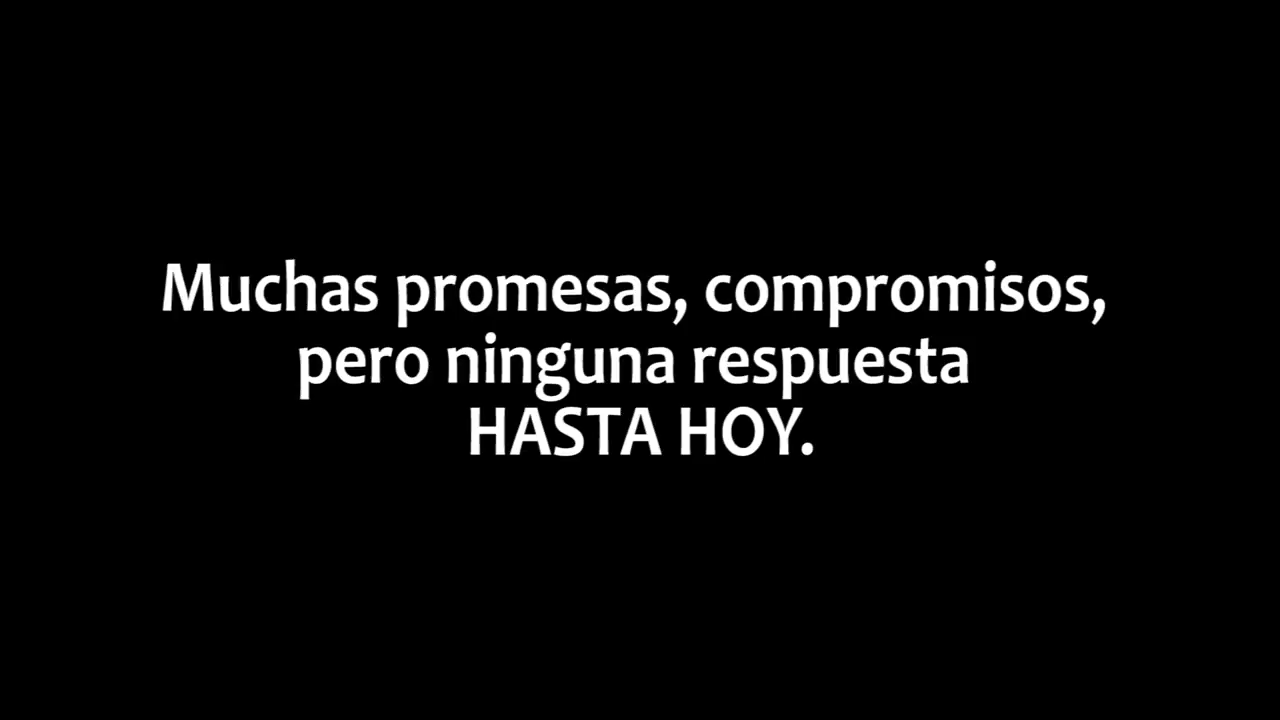 Muchas promesas, compromisos,
pero ninguna respuesta
HASTA HOY.